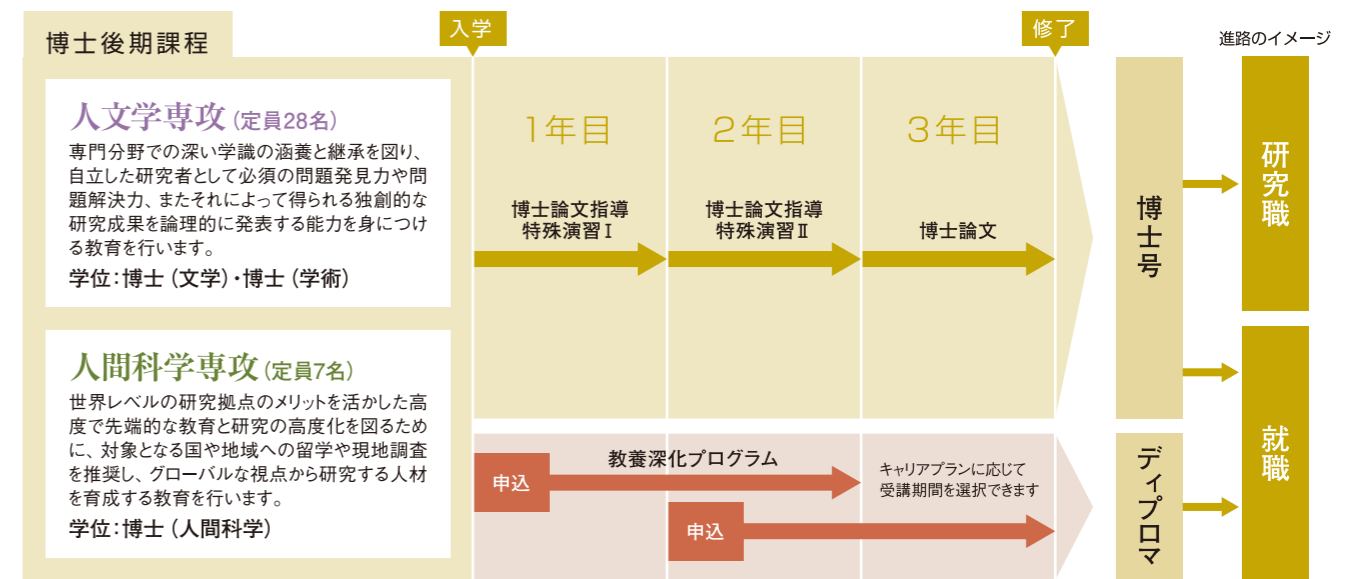 博士後期課程
入学
修了
進路のイメージ
人文学専攻(定員28名)
専門分野での深い学識の涵養と継承を図り、
自立した研究者として必須の問題発見力や問
題解決力、またそれによって得られる独創的な
研究成果を論理的に発表する能力を身につけ
る教育を行います。
学位:博士(文学)・博士(学術)
人間科学専攻(定員7名)
世界レベルの研究拠点のメリットを活かした高
度で先端的な教育と研究の高度化を図るため
に、対象となる国や地域への留学や現地調査
を推奨し、グローバルな視点から研究する人材
を育成する教育を行います。
学位:博士(人間科学)
1年目
2年目
3年目
博士論文指導
特殊演習Ⅰ
博士論文指導
特殊演習Ⅱ
博士論文
教養深化プログラム
申込
申込
キャリアプランに応じて
受講期間を選択できます
博士号
ディプロマ
研究職
就職